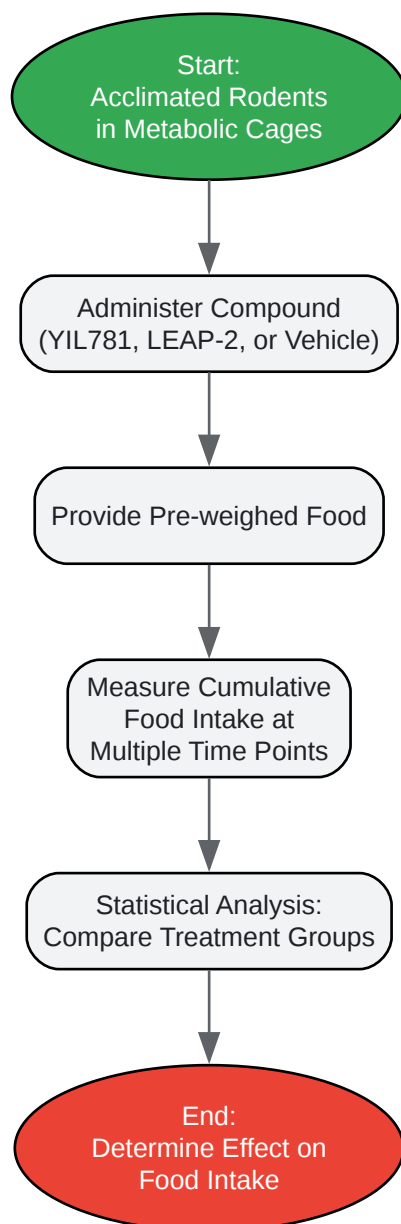 Start:
Acclimated Rodents
in Metabolic Cages
Administer Compound
(YIL781, LEAP-2, or Vehicle)
Provide Pre-weighed Food
Measure Cumulative
Food Intake at
Multiple Time Points
Statistical Analysis:
Compare Treatment Groups
End:
Determine Effect on
Food Intake